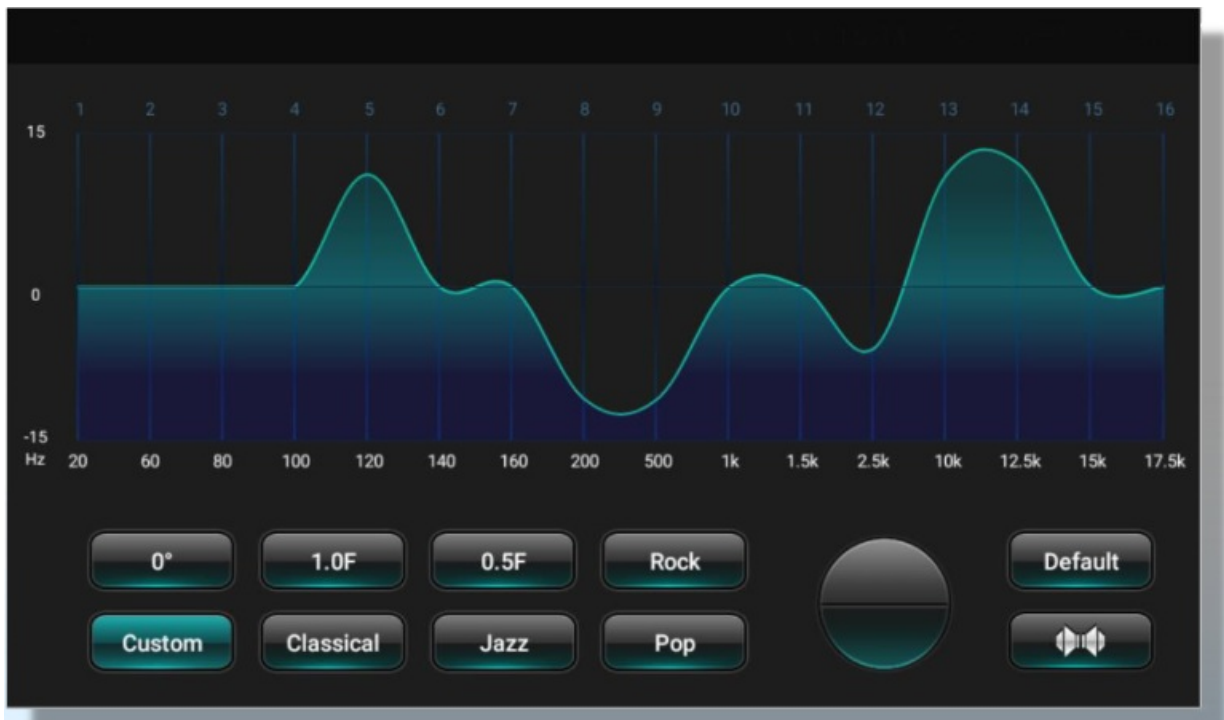 1 2 3 4 5 6 7 8 9 10 11 12 13 14 15 16
15
0
-15
Hz 20 60 80 100 120 140 160 200 500 1k 1.5k 2.5k 10k 12.5k 15k 17.5k
0° 1.0F 0.5F Rock Default
Custom Classical Jazz Pop